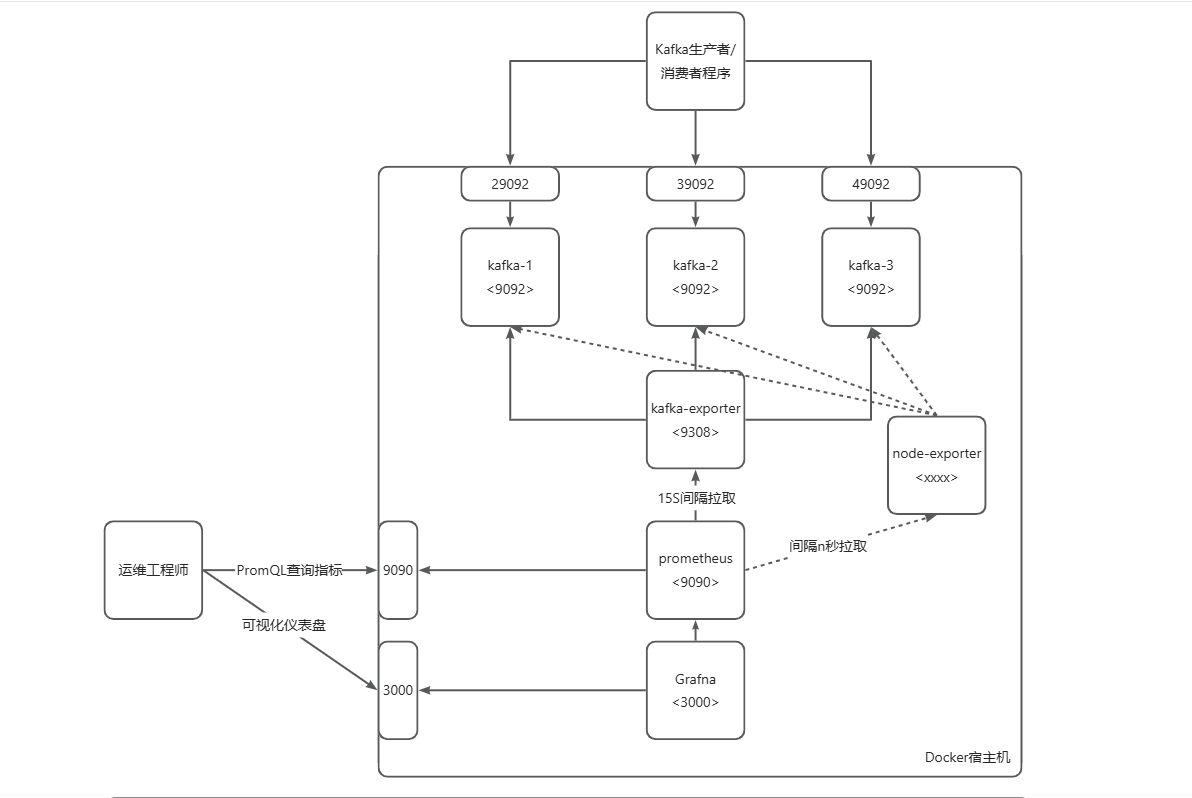 Kafka生产者/
消费者程序
29092
39092
49092
kafka-1
<9092>
kafka-2
<9092>
kafka-3
<9092>
kafka-exporter
<9308>
node-exporter
<xxxx>
15S间隔拉取
间隔n秒拉取
运维工程师
PromQL查询指标
9090
prometheus
<9090>
可视化仪表盘
3000
Grafna
<3000>
Docker宿主机